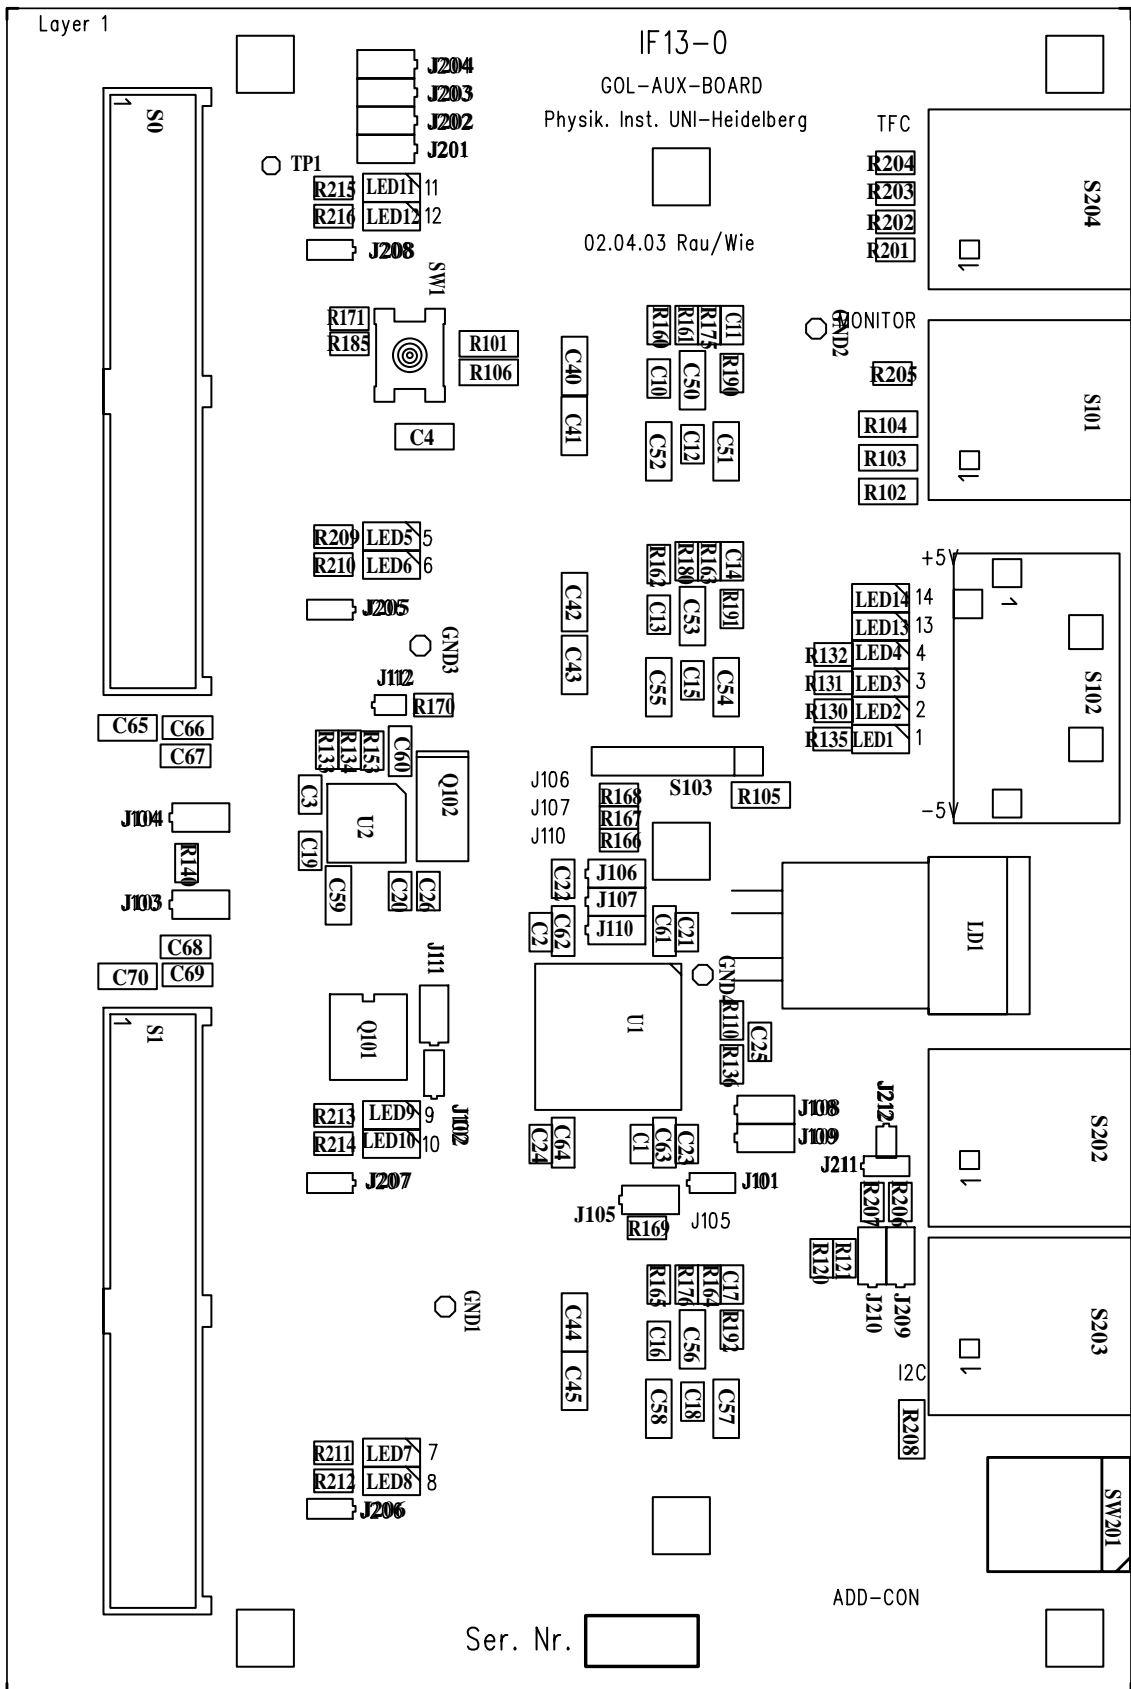 Layer 1
IF13-0
GOL-AUX-BOARD
Physik. Inst. UNI-Heidelberg
02.04.03 Rau/Wie
J204
J203
J202
J201
1
S0
TP1
R215
LED11
11
R216
LED12
12
J208
SW1
R171
R185
R101
R106
C4
TFC
R204
R203
R202
R201
S204
1
MONITOR
GND2
R205
R104
R103
R102
S101
1
R160
R161
R175
C11
C40
C10
C50
R190
C41
C52
C12
C51
R209
LED5
5
R210
LED6
6
J205
GND3
R162
R180
R163
C14
C42
C13
C53
R191
C43
C55
C15
C54
+5V
1
LED14
14
LED13
13
R132
LED4
4
R131
LED3
3
R130
LED2
2
R135
LED1
1
S102
-5V
J112
R170
C65
C66
C67
R133
R134
R153
C60
Q102
C3
U2
C19
C59
C20
C26
J104
R140
J103
C68
C70
C69
S103
R105
J106
R168
J107
R167
J110
R166
J106
J107
J110
C22
C2
C62
C61
C21
LD1
GND4
U1
R110
R136
C25
J111
Q101
J102
1
S1
R213
LED9
9
R214
LED10
10
J207
C24
C64
C1
C63
C23
J108
J109
J101
J105
R169
J105
J212
J211
R207
R206
R120
R121
J210
J209
S202
1
GND1
R165
R176
R164
C17
C44
C16
C56
R192
C45
C58
C18
C57
S203
1
I2C
R208
R211
LED7
7
R212
LED8
8
J206
SW201
ADD-CON
Ser. Nr.